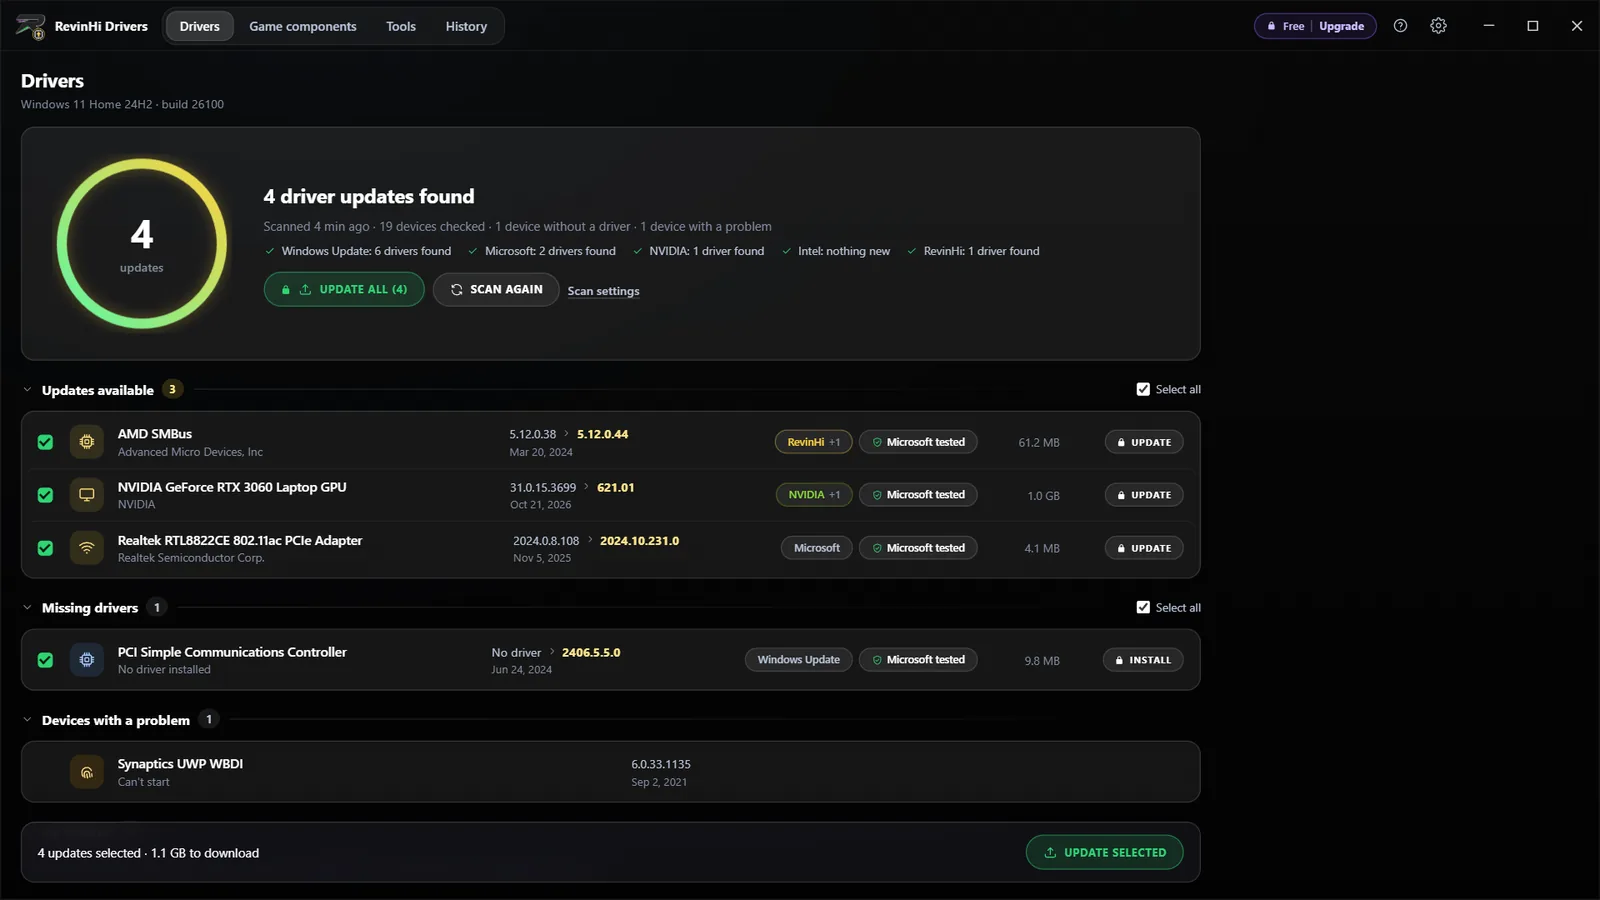 RevinHi Drivers
Drivers
Game components
Tools
History
Free
Upgrade
Drivers
Windows 11 Home 24H2 · build 26100
4
updates
4 driver updates found
Scanned 4 min ago · 19 devices checked · 1 device without a driver · 1 device with a problem
Windows Update: 6 drivers found
Microsoft: 2 drivers found
NVIDIA: 1 driver found
Intel: nothing new
RevinHi: 1 driver found
UPDATE ALL (4)
SCAN AGAIN
Scan settings
Updates available
3
Select all
AMD SMBus
Advanced Micro Devices, Inc
5.12.0.38 > 5.12.0.44
Mar 20, 2024
RevinHi +1
Microsoft tested
61.2 MB
UPDATE
NVIDIA GeForce RTX 3060 Laptop GPU
NVIDIA
31.0.15.3699 > 621.01
Oct 21, 2026
NVIDIA +1
Microsoft tested
1.0 GB
UPDATE
Realtek RTL8822CE 802.11ac PCIe Adapter
Realtek Semiconductor Corp.
2024.0.8.108 > 2024.10.231.0
Nov 5, 2025
Microsoft
Microsoft tested
4.1 MB
UPDATE
Missing drivers
1
Select all
PCI Simple Communications Controller
No driver installed
No driver > 2406.5.5.0
Jun 24, 2024
Windows Update
Microsoft tested
9.8 MB
INSTALL
Devices with a problem
1
Synaptics UWP WBDI
Can't start
6.0.33.1135
Sep 2, 2021
4 updates selected · 1.1 GB to download
UPDATE SELECTED